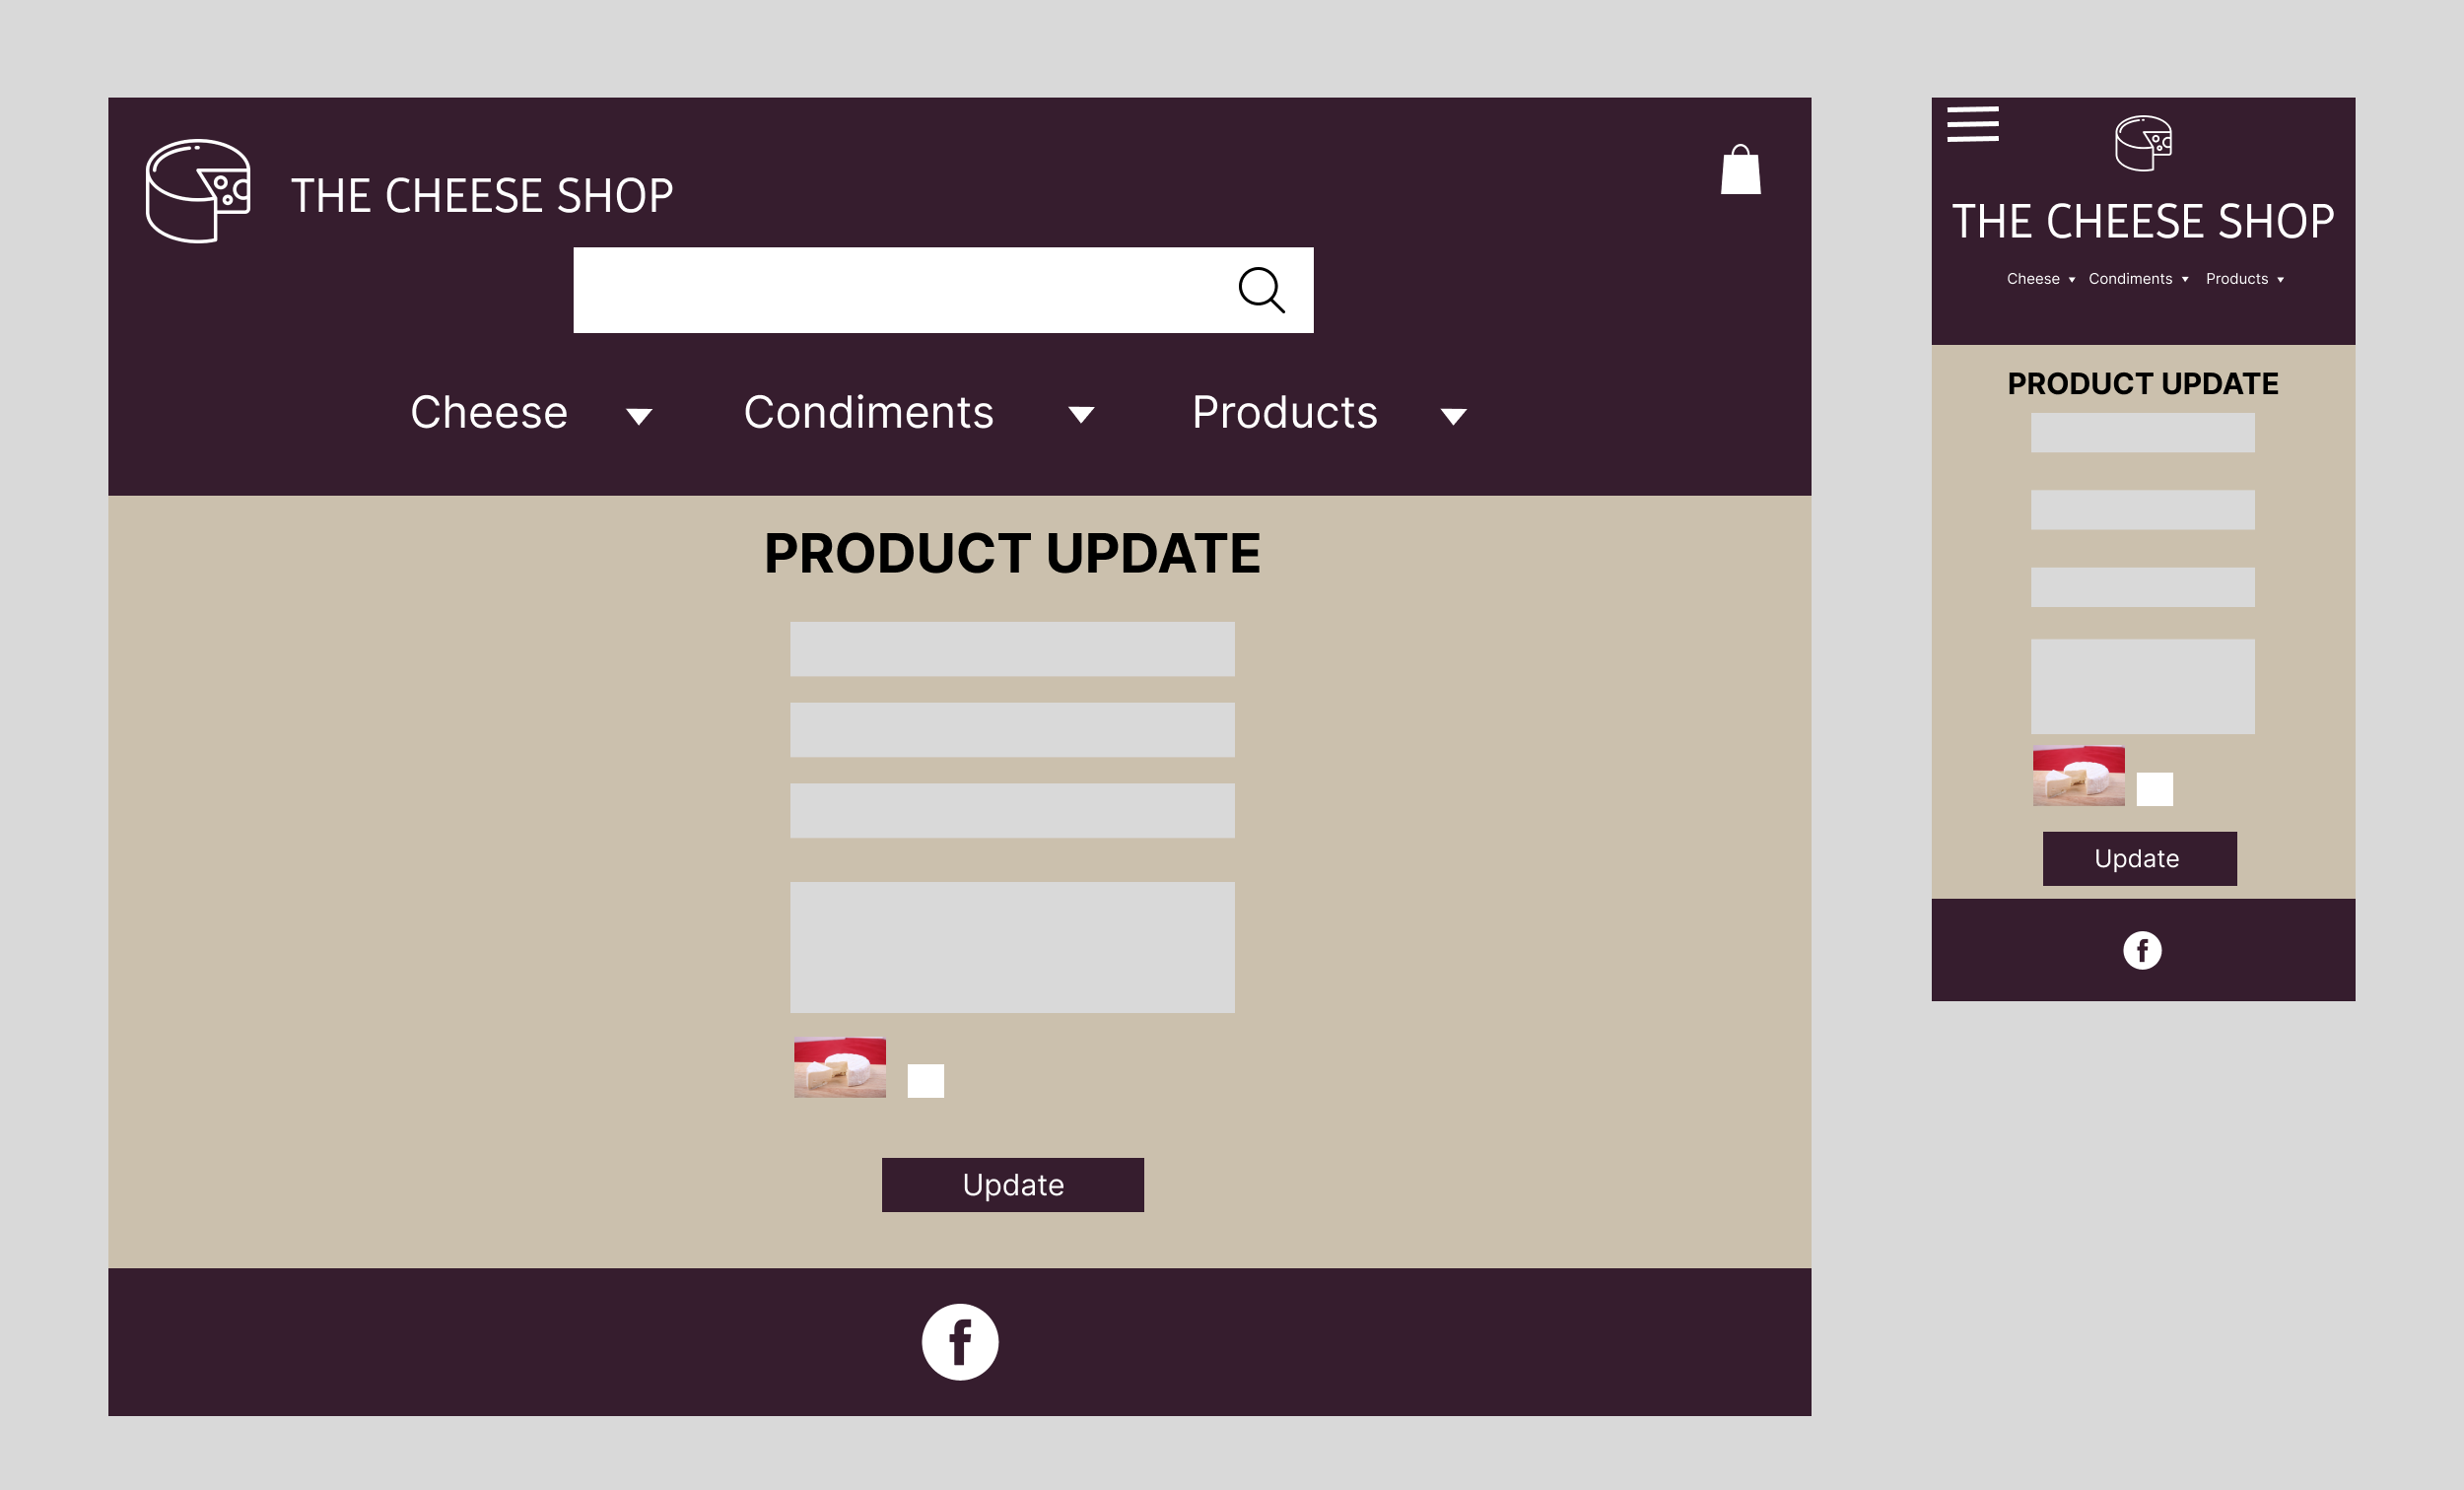 THE CHEESE SHOP
Cheese
Condiments
Products
PRODUCT UPDATE
Update
f
THE CHEESE SHOP
Cheese Condiments Products
PRODUCT UPDATE
Update
f